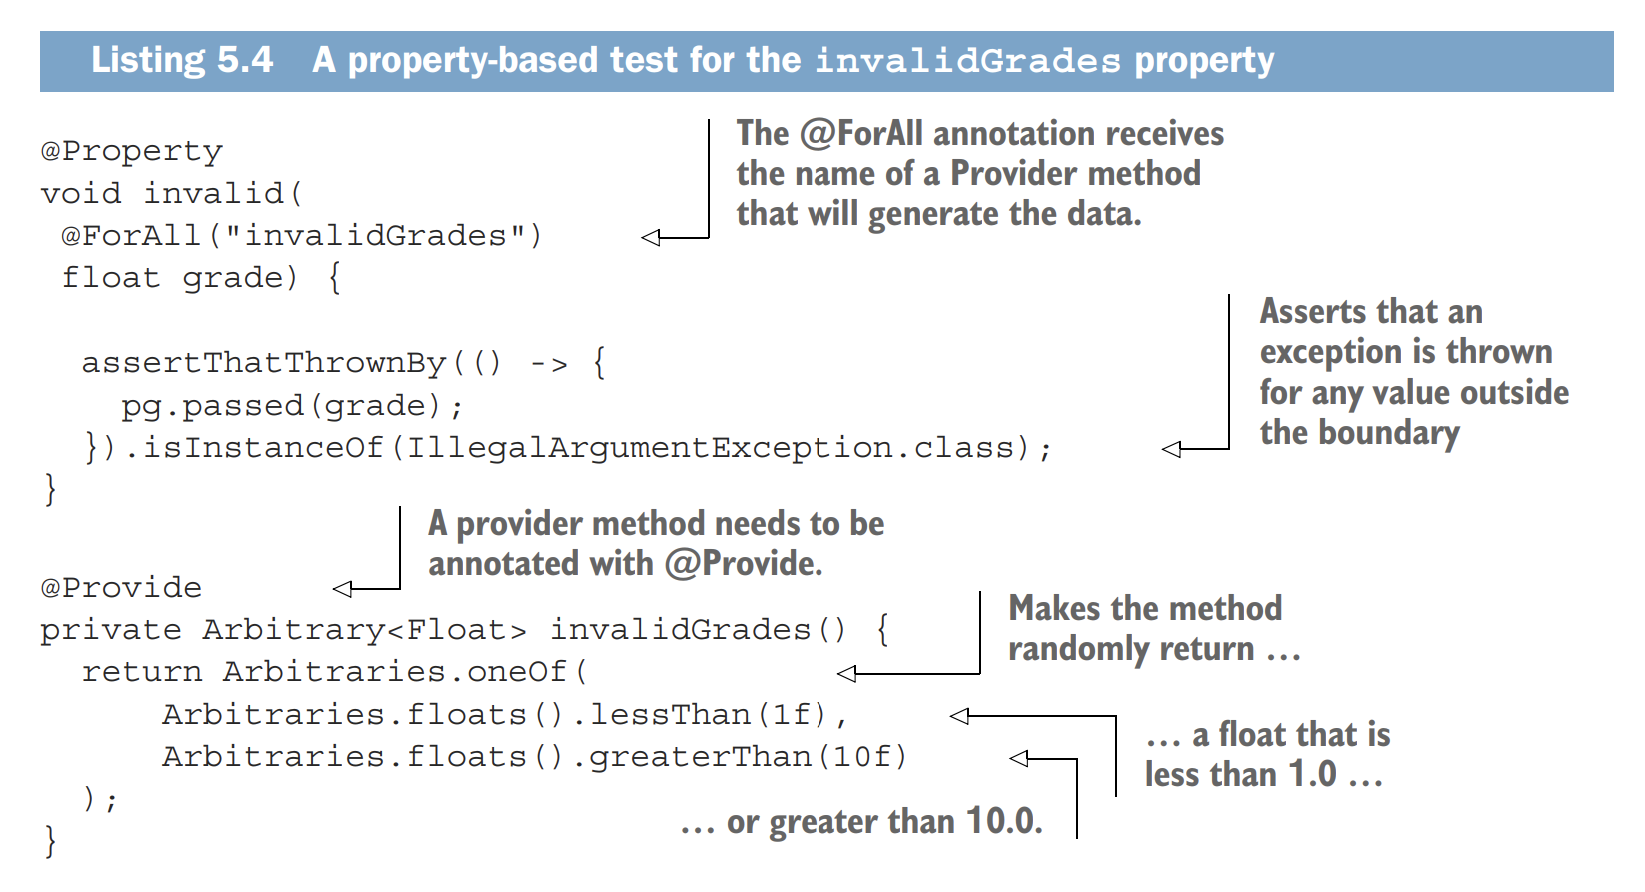 Listing 5.4 A property-based test for the invalidGrades property
The @ForAll annotation receives
the name of a Provider method
that will generate the data.
@Property
void invalid(
@ForAll("invalidGrades")
float grade) {
Asserts that an
exception is thrown
for any value outside
the boundary
assertThatThrownBy(() -> {
pg.passed(grade);
}).isInstanceOf(IllegalArgumentException.class);
}
A provider method needs to be
annotated with @Provide.
@Provide
private Arbitrary<Float> invalidGrades() {
Makes the method
randomly return …
return Arbitraries.oneOf(
Arbitraries.floats().lessThan(1f),
… a float that is
less than 1.0 …
Arbitraries.floats().greaterThan(10f)
… or greater than 10.0.
);
}